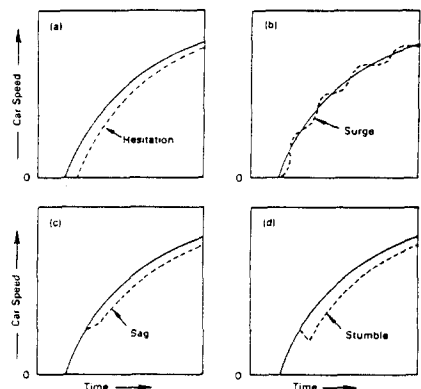 (a)
Car Speed
Hesitation
0
(b)
Surge
0
(c)
Car Speed
Sag
0
Time
(d)
Stumble
0
Time